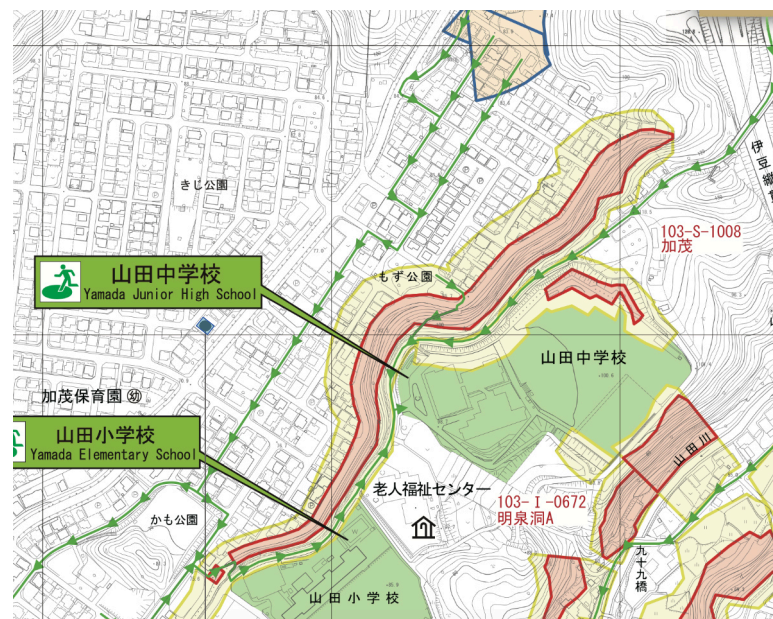 きじ公園
伊豆縦貫
103-S-1008
加茂
山田中学校
Yamada Junior High School
もず公園
山田中学校
加茂保育園 幼
山田小学校
Yamada Elementary School
山田川
老人福祉センター
103-Ⅰ-0672
明泉洞A
かも公園
九十九橋
山田小学校